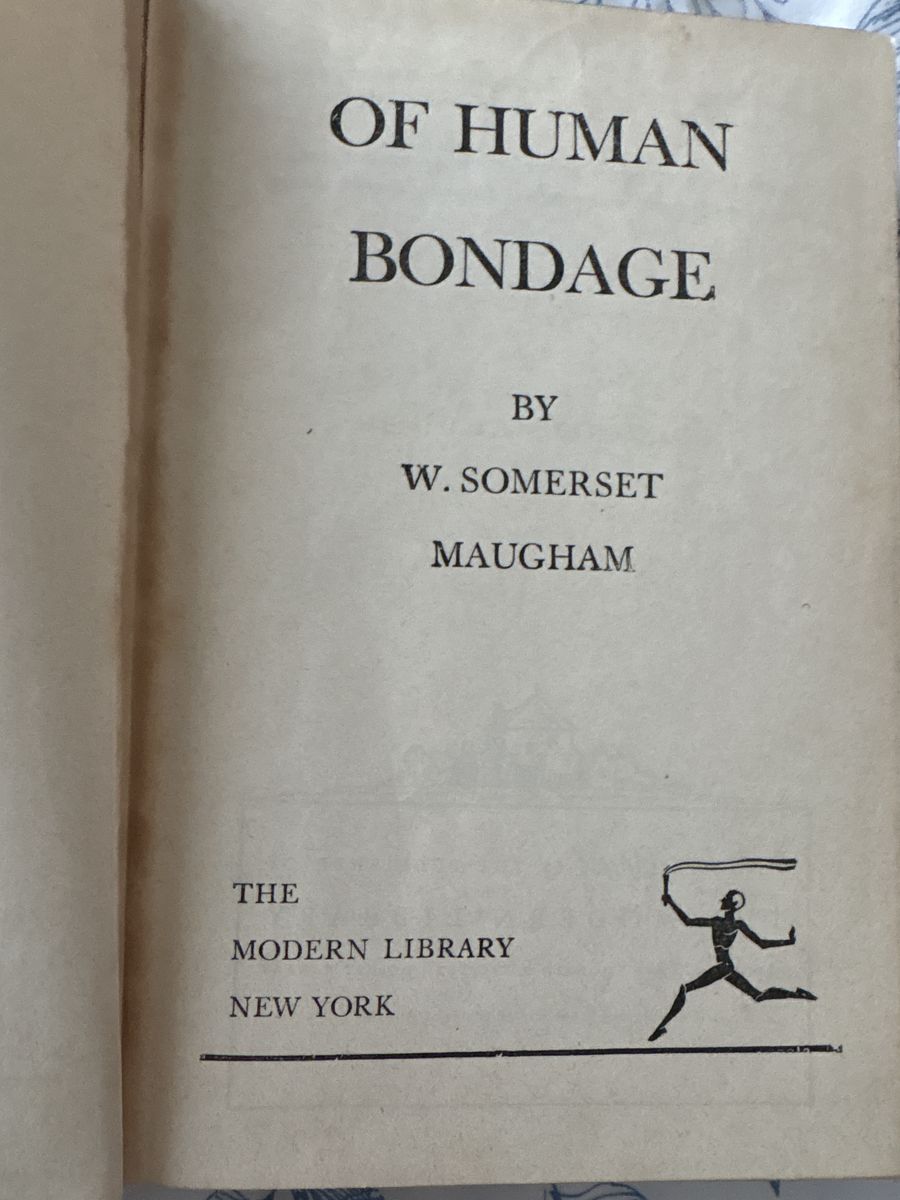 OF HUMAN
BONDAGE
BY
W. SOMERSET
MAUGHAM
THE
MODERN LIBRARY
NEW YORK